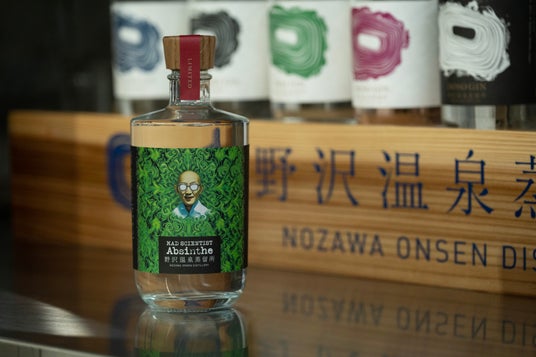 LIMITED
MAD SCIENTIST
Absinthe
野沢温泉蒸留所
NOZAWA ONSEN DISTILLERY
野沢温泉蒸
NOZAWA ONSEN DIS